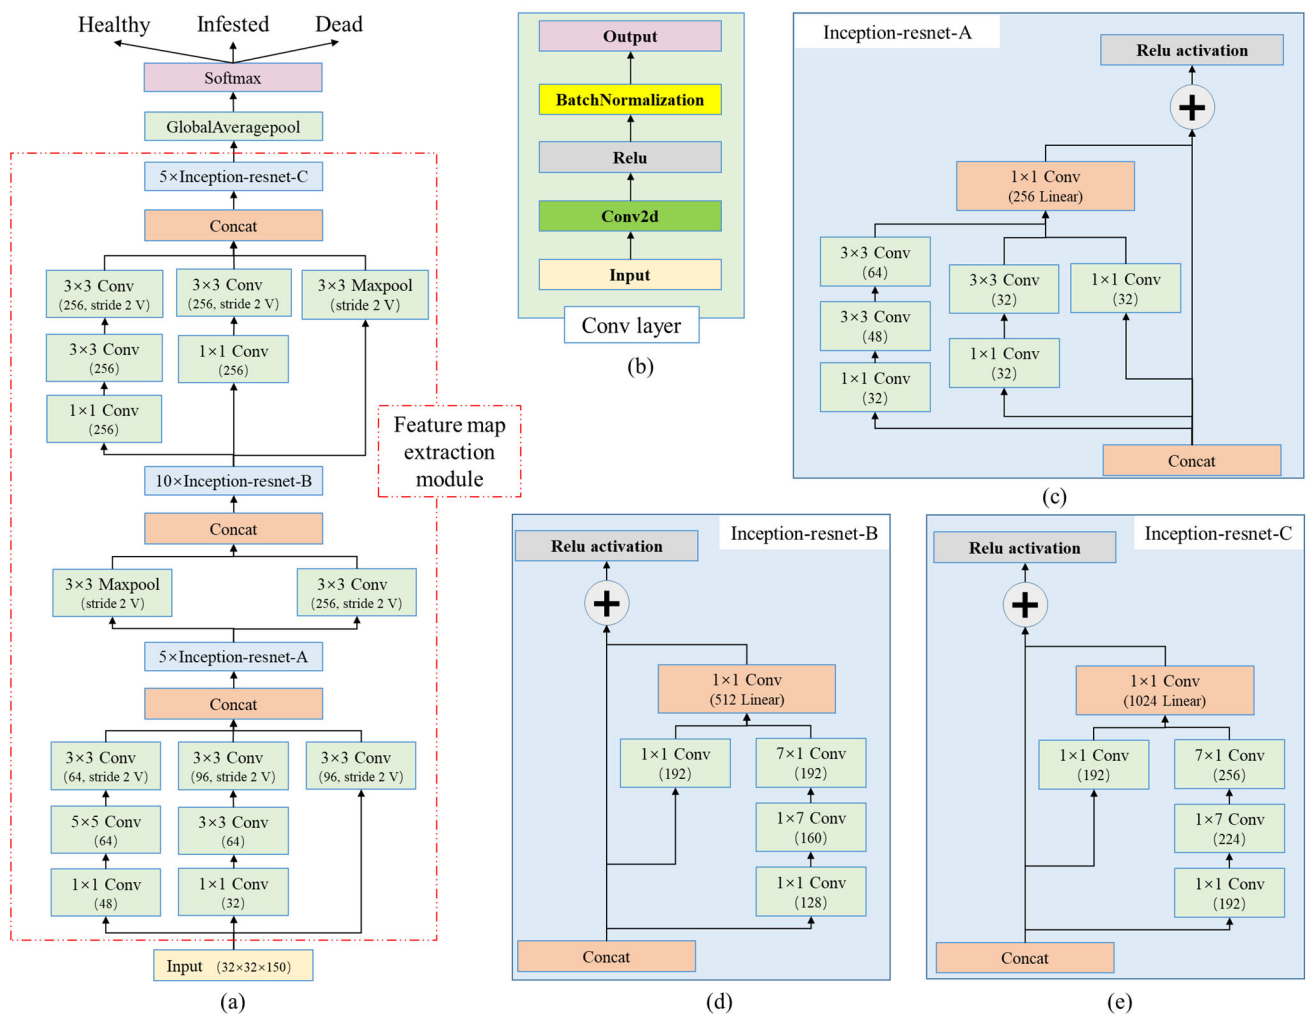 Healthy
Infested
Dead
Softmax
GlobalAveragepool
5×Inception-resnet-C
Concat
3×3 Conv
(256, stride 2 V)
3×3 Conv
(256, stride 2 V)
3×3 Maxpool
(stride 2 V)
3×3 Conv
(256)
1×1 Conv
(256)
1×1 Conv
(256)
Feature map
extraction
module
10×Inception-resnet-B
Concat
3×3 Maxpool
(stride 2 V)
3×3 Conv
(256, stride 2 V)
5×Inception-resnet-A
Concat
3×3 Conv
(64, stride 2 V)
3×3 Conv
(96, stride 2 V)
3×3 Conv
(96, stride 2 V)
5×5 Conv
(64)
3×3 Conv
(64)
1×1 Conv
(48)
1×1 Conv
(32)
Input (32×32×150)
(a)
Output
BatchNormalization
Relu
Conv2d
Input
Conv layer
(b)
Inception-resnet-A
Relu activation
1×1 Conv
(256 Linear)
3×3 Conv
(64)
3×3 Conv
(32)
1×1 Conv
(32)
3×3 Conv
(48)
1×1 Conv
(32)
1×1 Conv
(32)
Concat
(c)
Inception-resnet-B
Relu activation
1×1 Conv
(512 Linear)
1×1 Conv
(192)
7×1 Conv
(192)
1×7 Conv
(160)
1×1 Conv
(128)
Concat
(d)
Inception-resnet-C
Relu activation
1×1 Conv
(1024 Linear)
1×1 Conv
(192)
7×1 Conv
(256)
1×7 Conv
(224)
1×1 Conv
(192)
Concat
(e)